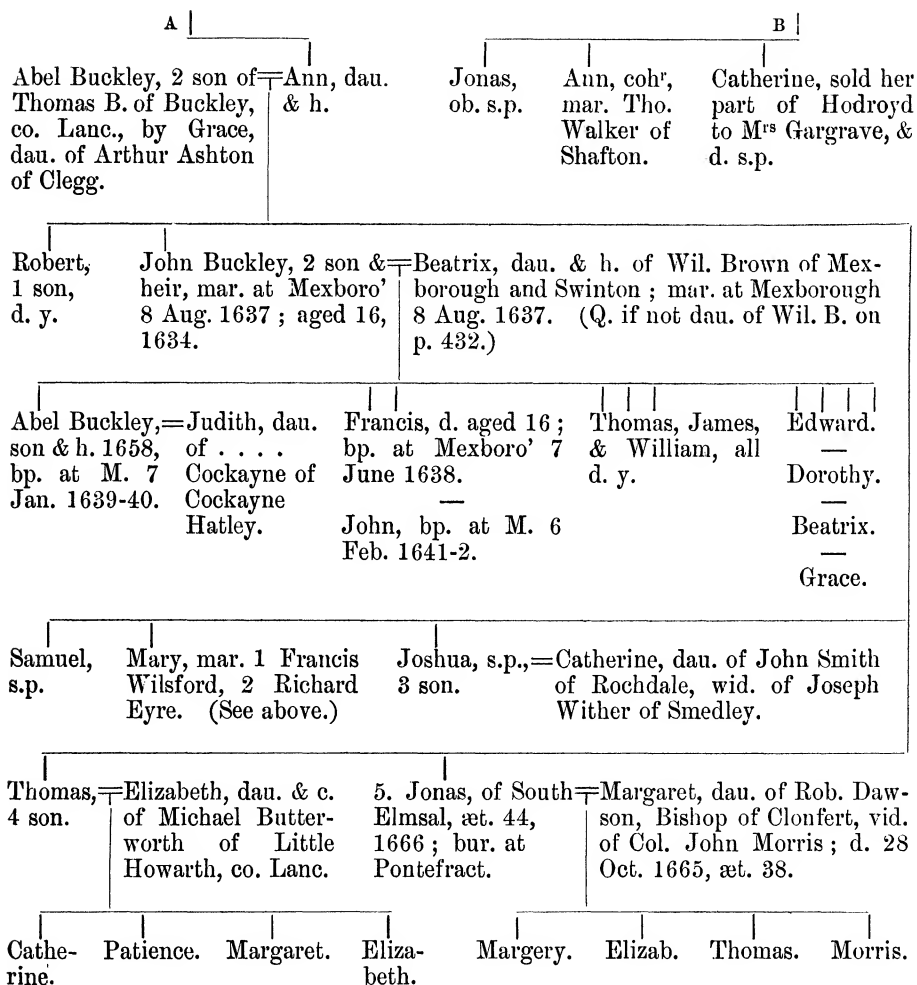 A
B
Abel Buckley, 2 son of=Ann, dau.
Thomas B. of Buckley, & h.
co. Lanc., by Grace,
dau. of Arthur Ashton
of Clegg.
Jonas,
ob. s.p.
Ann, cohr,
mar. Tho.
Walker of
Shafton.
Catherine, sold her
part of Hodroyd
to Mrs Gargrave, &
d. s.p.
Robert,
1 son,
d. y.
John Buckley, 2 son &=Beatrix, dau. & h. of Wil. Brown of Mex-
heir, mar. at Mexboro' borough and Swinton ; mar. at Mexborough
8 Aug. 1637 ; aged 16, 8 Aug. 1637. (Q. if not dau. of Wil. B. on
1634. p. 432.)
Abel Buckley,=Judith, dau.
son & h. 1658, of . . . .
bp. at M. 7 Cockayne of
Jan. 1639-40. Cockayne
Hatley.
Francis, d. aged 16 ;
bp. at Mexboro' 7
June 1638.
—
John, bp. at M. 6
Feb. 1641-2.
Thomas, James,
& William, all
d. y.
Edward.
—
Dorothy.
—
Beatrix.
—
Grace.
Samuel,
s.p.
Mary, mar. 1 Francis
Wilsford, 2 Richard
Eyre. (See above.)
Joshua, s.p.,=Catherine, dau. of John Smith
3 son. of Rochdale, wid. of Joseph
Wither of Smedley.
Thomas,=Elizabeth, dau. & c.
4 son. of Michael Butter-
worth of Little
Howarth, co. Lanc.
5. Jonas, of South=Margaret, dau. of Rob. Daw-
Elmsal, æt. 44, son, Bishop of Clonfert, vid.
1666 ; bur. at of Col. John Morris ; d. 28
Pontefract. Oct. 1665, æt. 38.
Cathe-
rine.
Patience.
Margaret.
Eliza-
beth.
Margery.
Elizab.
Thomas.
Morris.